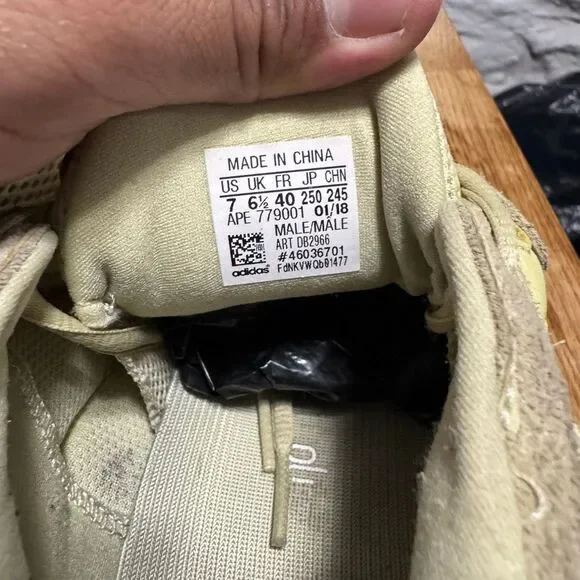 MADE IN CHINA
US UK FR JP CHN
7 6½ 40 250 245
APE 779001 01/18
MALE/MÂLE
ART DB2966
#46036701
adidas FdNKVWQb01477